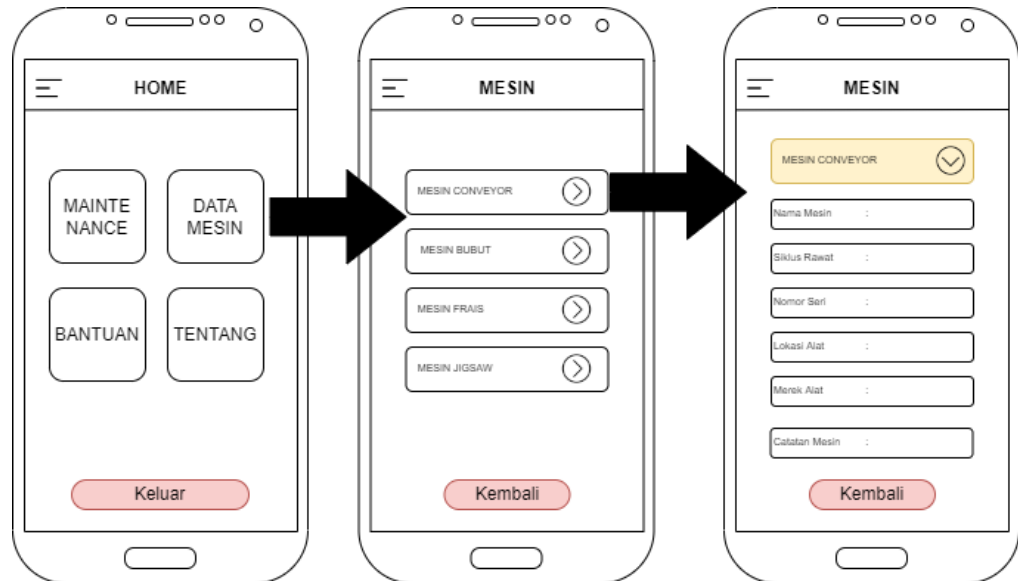 HOME
MAINTE
NANCE
DATA
MESIN
BANTUAN
TENTANG
Keluar
MESIN
MESIN CONVEYOR
MESIN BUBUT
MESIN FRAIS
MESIN JIGSAW
Kembali
MESIN
MESIN CONVEYOR
Nama Mesin :
Siklus Rawat :
Nomor Seri :
Lokasi Alat :
Merek Alat :
Catatan Mesin :
Kembali